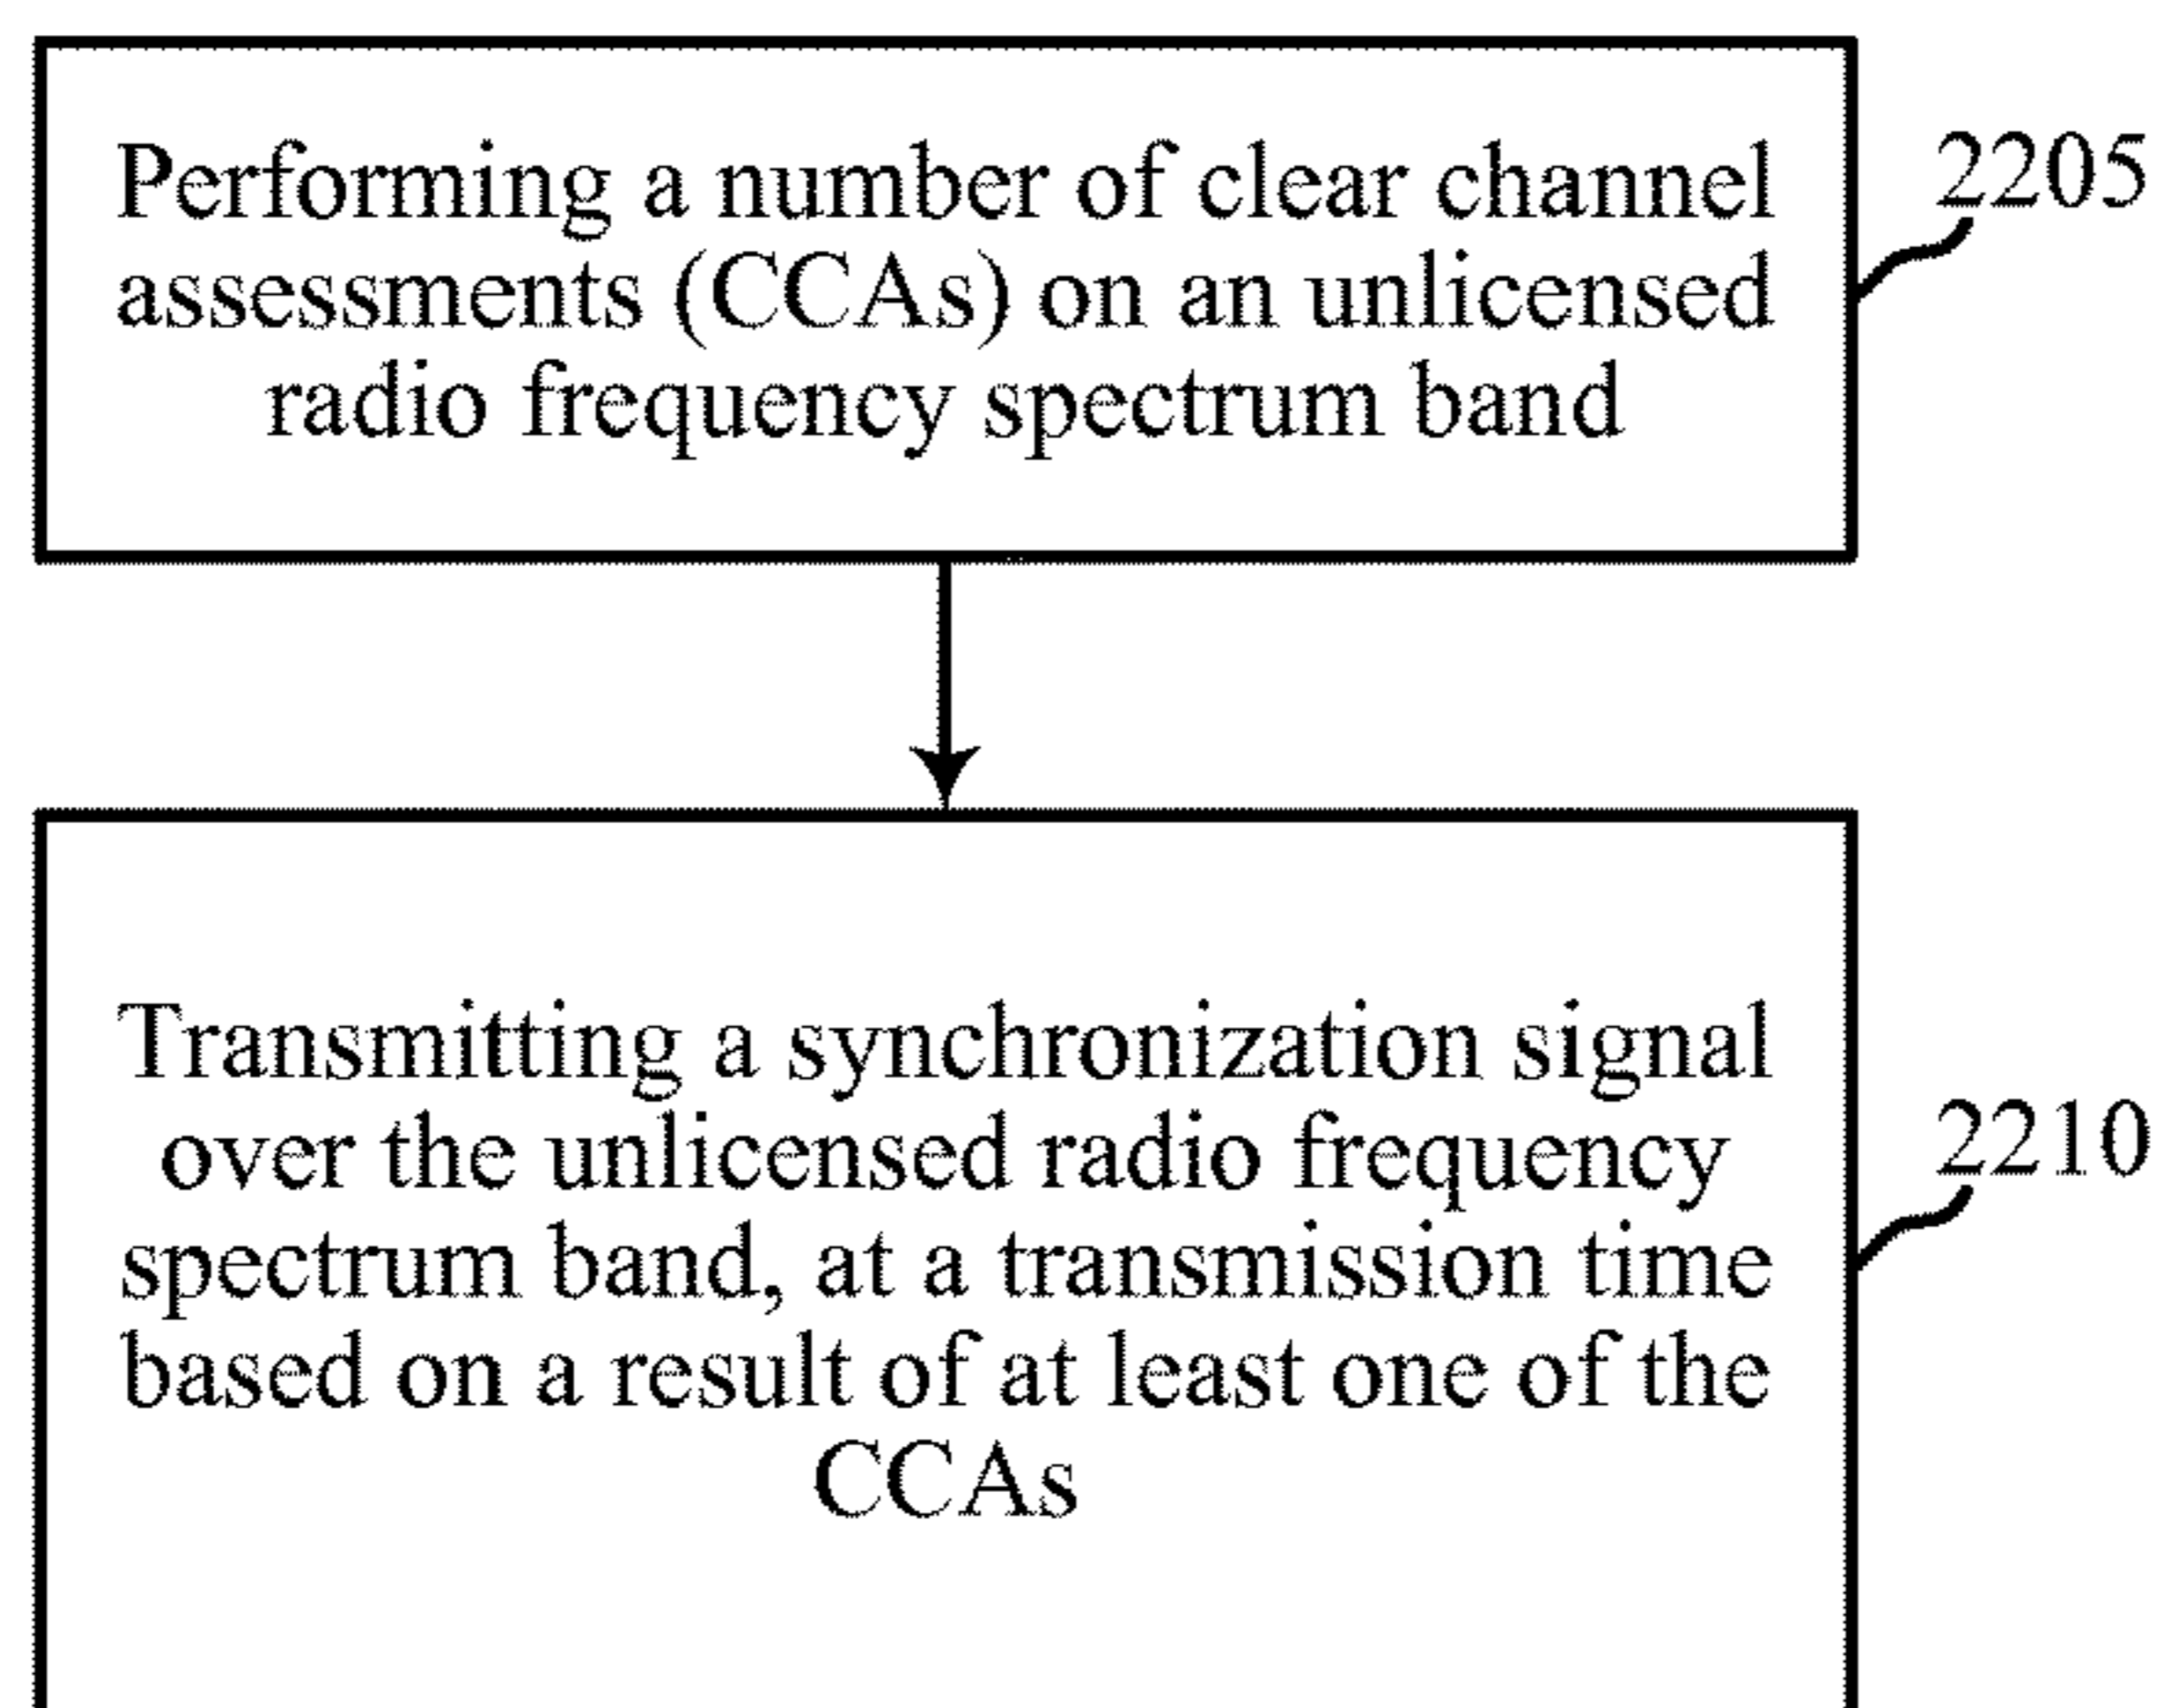 Performing a number of clear channel
assessments (CCAs) on an unlicensed
radio frequency spectrum band
2205
Transmitting a synchronization signal
over the unlicensed radio frequency
spectrum band, at a transmission time
based on a result of at least one of the
CCAs
2210